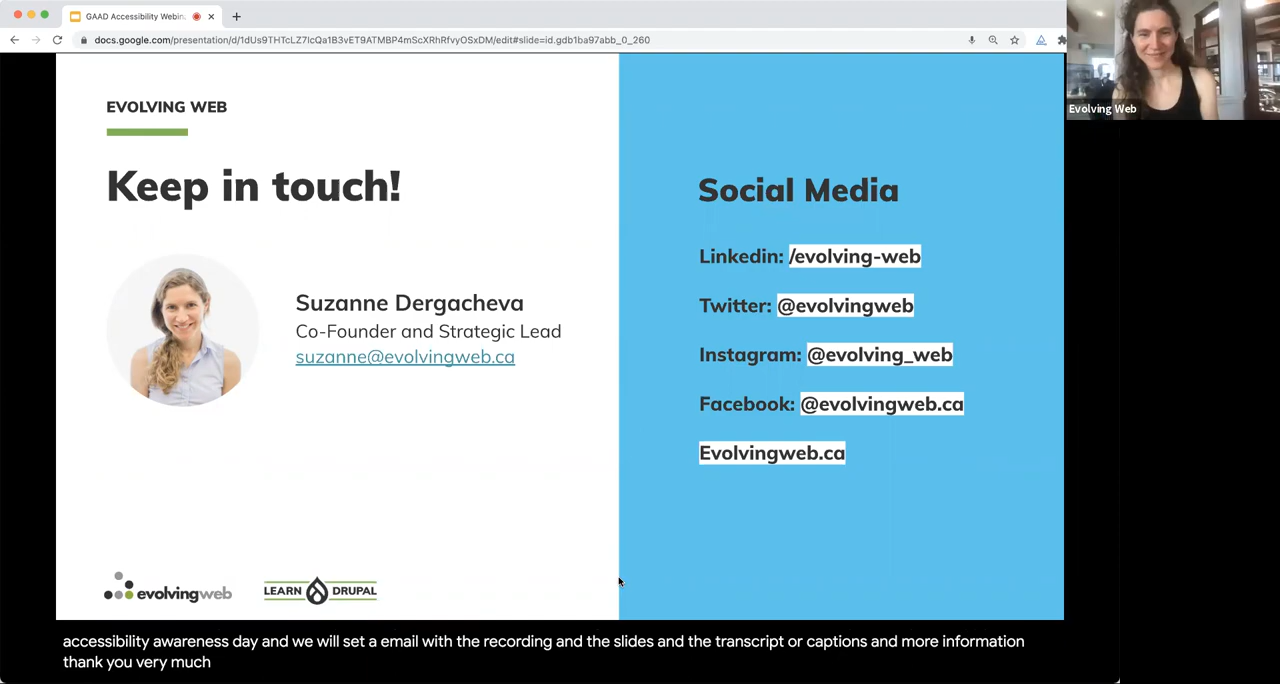 GAAD Accessibility Webin
docs.google.com/presentation/d/1dUs9THTcLZ7lcQa1B3vET9ATMBP4mScXRhRfvyOSxDM/edit#slide=id.gdb1ba97abb_0_260
Evolving Web
EVOLVING WEB
Keep in touch!
Suzanne Dergacheva
Co-Founder and Strategic Lead
suzanne@evolvingweb.ca
Social Media
Linkedin: /evolving-web
Twitter: @evolvingweb
Instagram: @evolving_web
Facebook: @evolvingweb.ca
Evolvingweb.ca
evolvingweb
LEARN DRUPAL
accessibility awareness day and we will set a email with the recording and the slides and the transcript or captions and more information
thank you very much